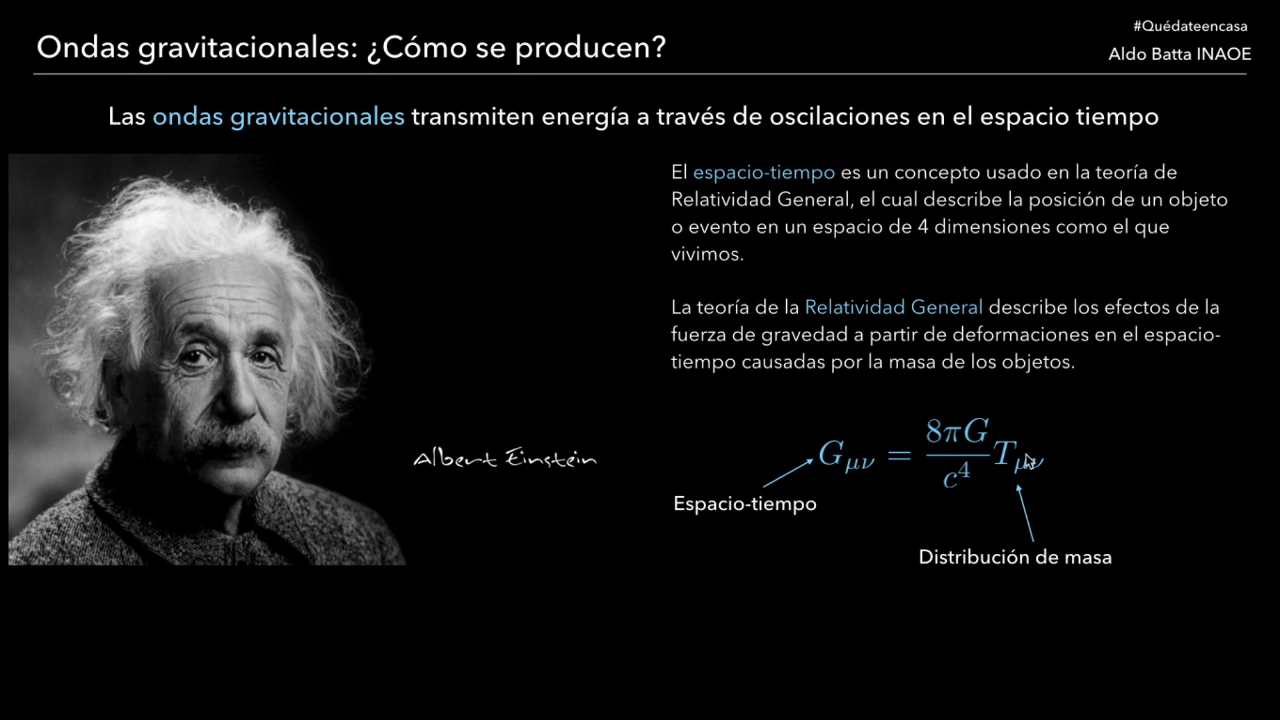 Ondas gravitacionales: ¿Cómo se producen?
#Quédateencasa
Aldo Batta INAOE
Las ondas gravitacionales transmiten energía a través de oscilaciones en el espacio tiempo
El espacio-tiempo es un concepto usado en la teoría de
Relatividad General, el cual describe la posición de un objeto
o evento en un espacio de 4 dimensiones como el que
vivimos.
La teoría de la Relatividad General describe los efectos de la
fuerza de gravedad a partir de deformaciones en el espacio-
tiempo causadas por la masa de los objetos.
Albert Einstein
G_{μν} = \frac{8πG}{c^4} T_{μν}
Espacio-tiempo
Distribución de masa